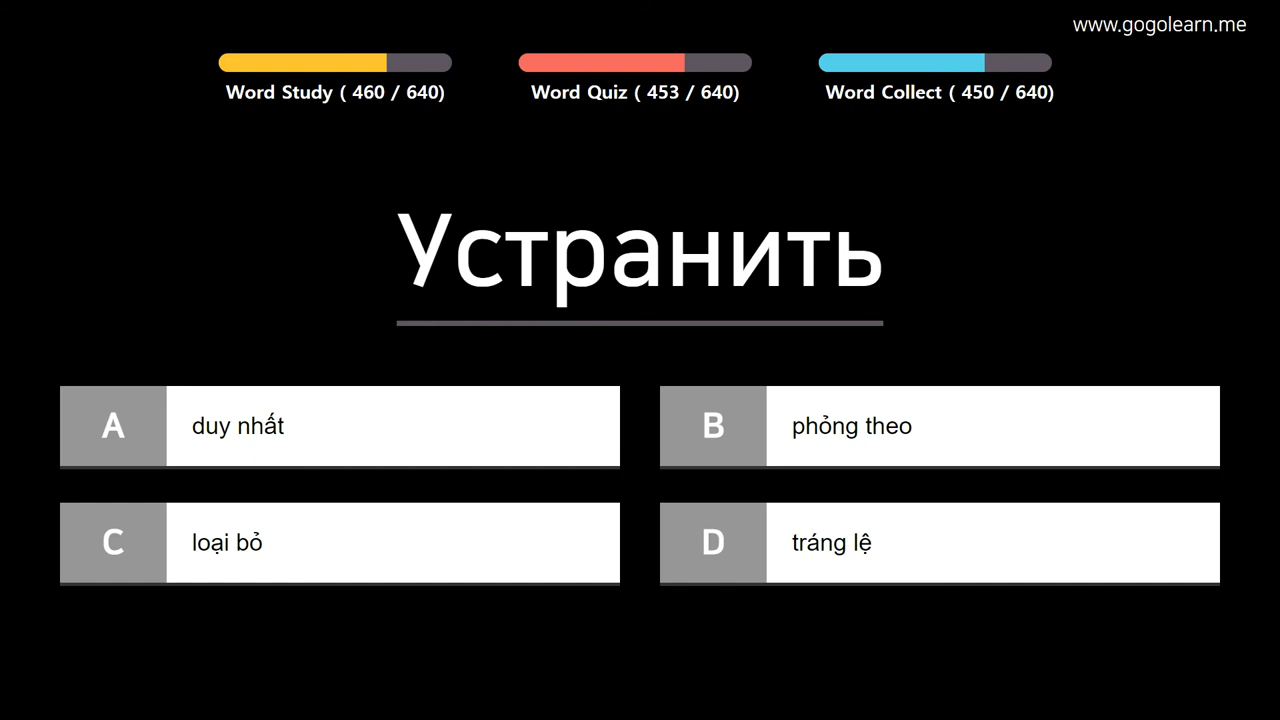 www.gogolearn.me
Word Study ( 460 / 640)
Word Quiz ( 453 / 640)
Word Collect ( 450 / 640)
Устранить
A duy nhất
B phỏng theo
C loại bỏ
D tráng lệ